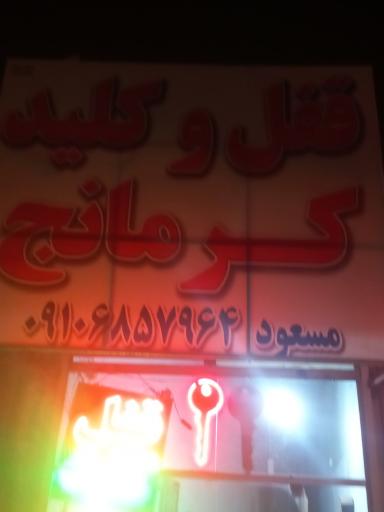 قفل و کلید
کرمانج
مسعود ۰۹۱۰۶۸۵۷۹۶۴